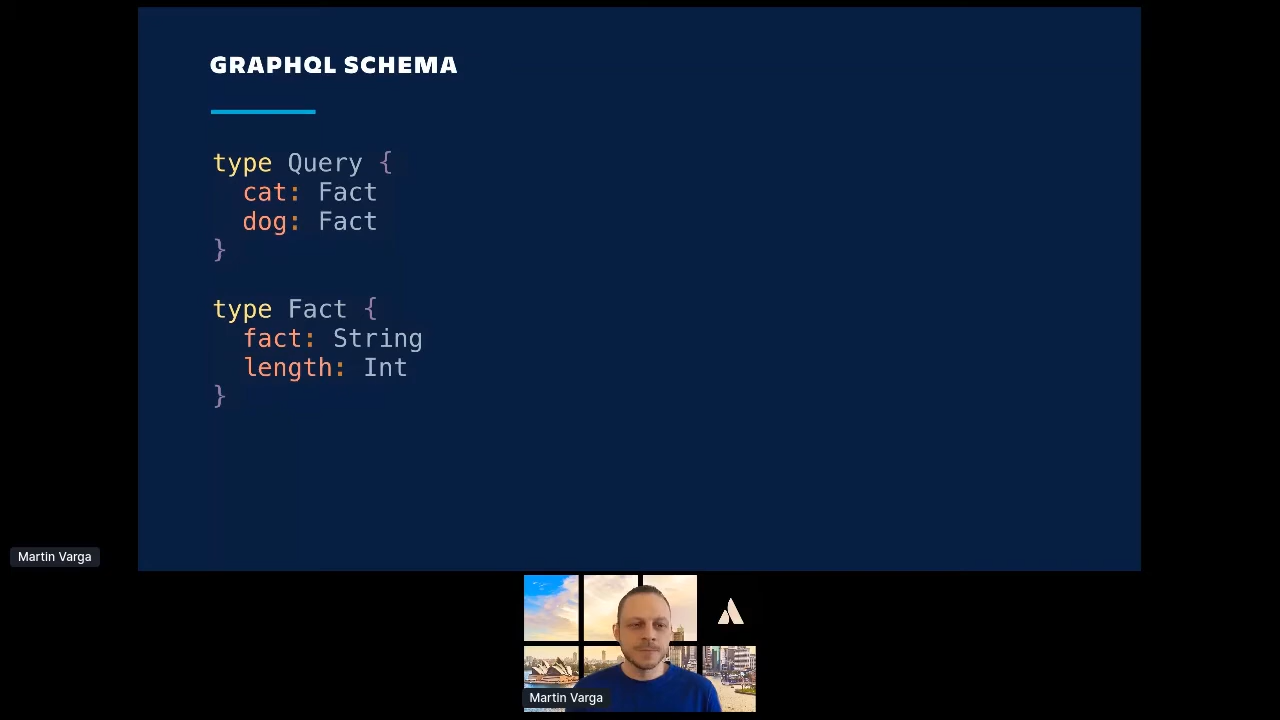 GRAPHQL SCHEMA
type Query {
  cat: Fact
  dog: Fact
}
type Fact {
  fact: String
  length: Int
}
Martin Varga
Martin Varga